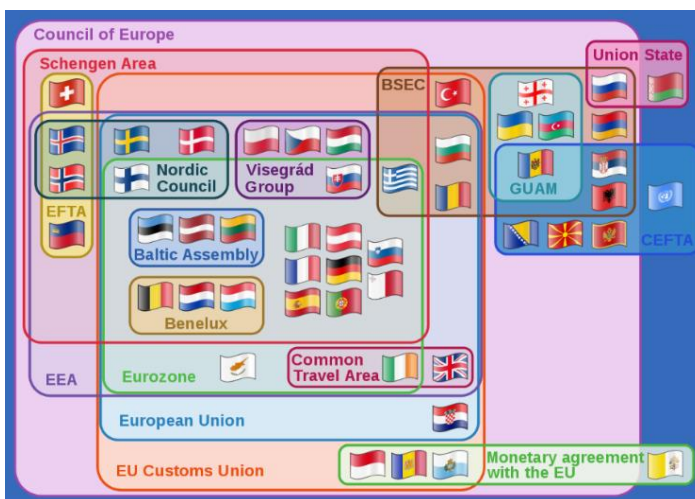 Council of Europe
Schengen Area
Union State
BSEC
Nordic
Council
Visegrád
Group
GUAM
EFTA
CEFTA
Baltic Assembly
Benelux
Common
Travel Area
EEA
Eurozone
European Union
EU Customs Union
Monetary agreement
with the EU